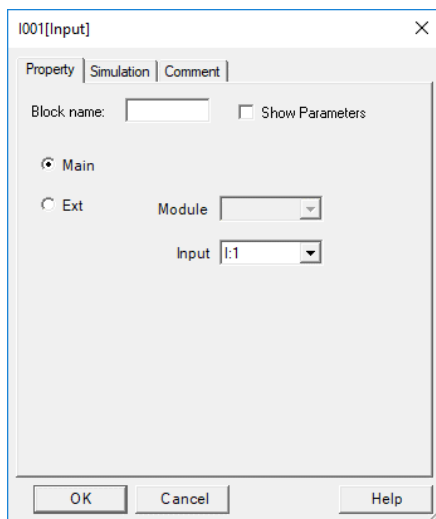 I001[Input]
Property Simulation Comment
Block name: Show Parameters
Main
Ext Module
Input I:1
OK Cancel Help